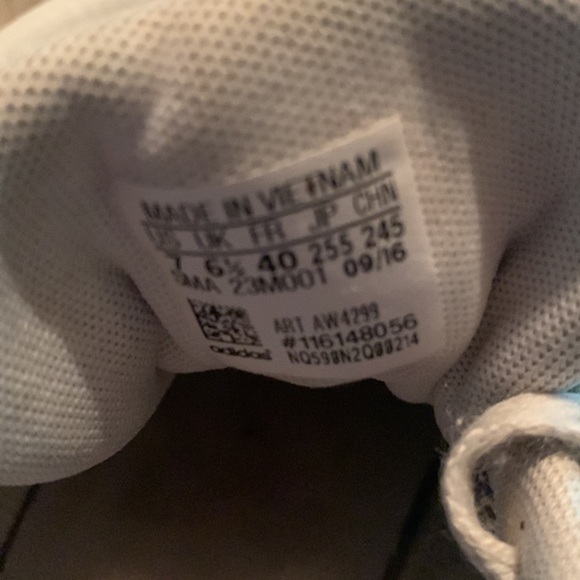 MADE IN VIETNAM
US UK FR JP CHN
7 6½ 40 255 245
SMA 23M001 09/16
ART AW4299
#116148056
adidas
NQ590N2Q00214